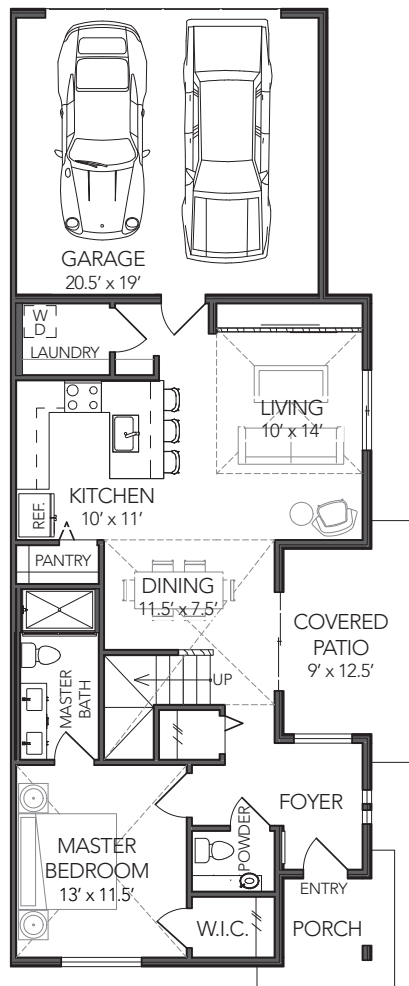 GARAGE
20.5' x 19'
W
D
LAUNDRY
LIVING
10' x 14'
KITCHEN
10' x 11'
REF.
PANTRY
DINING
11.5' x 7.5'
COVERED
PATIO
9' x 12.5'
UP
MASTER
BATH
FOYER
POWDER
MASTER
BEDROOM
13' x 11.5'
ENTRY
W.I.C.
PORCH